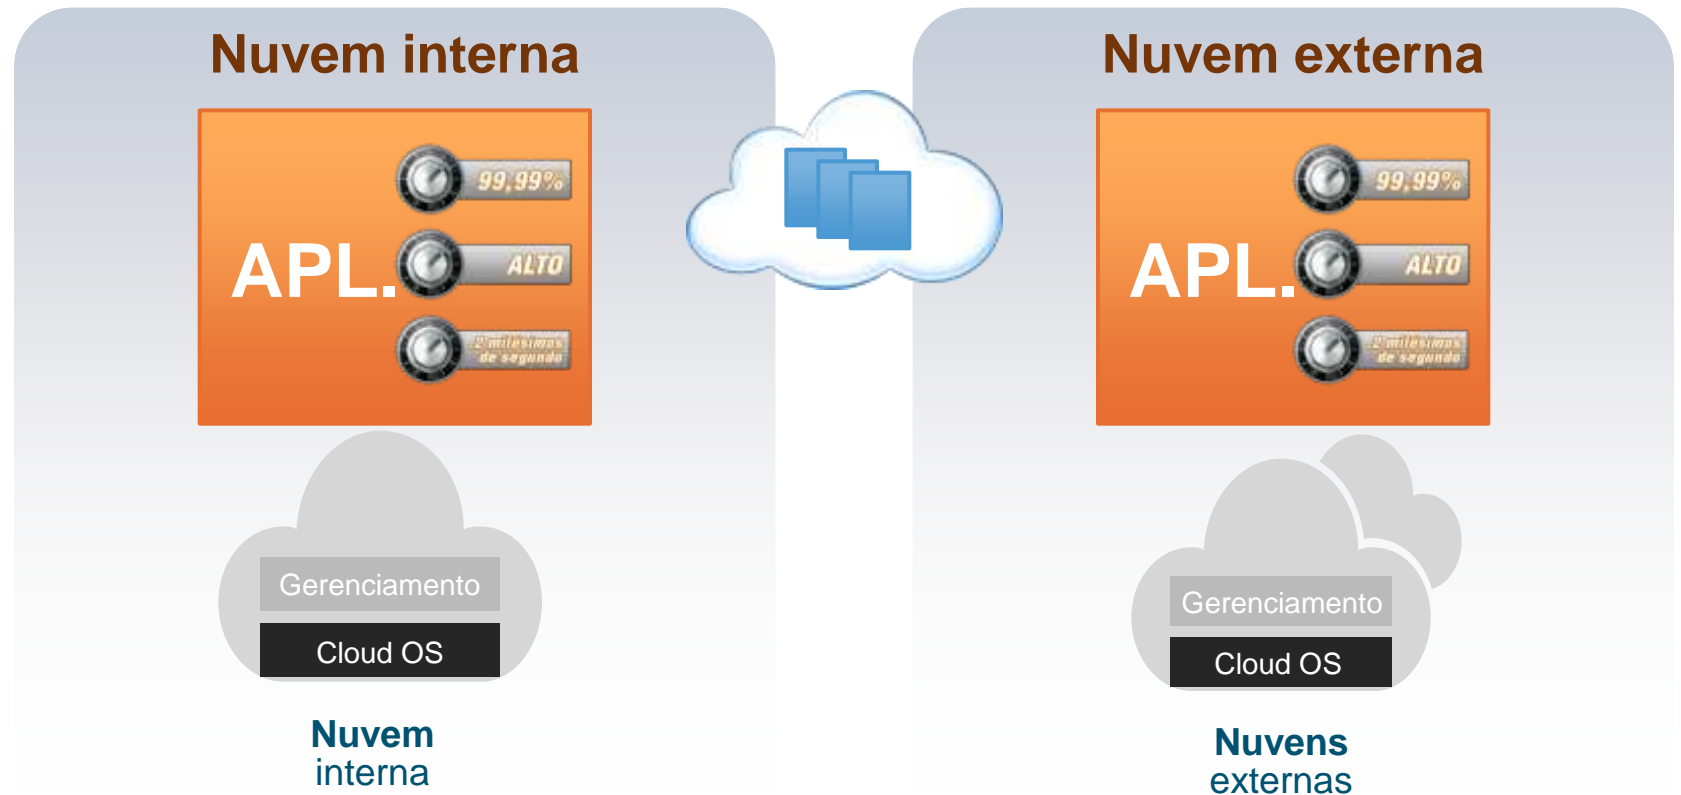 Nuvem interna
99,99%
APL.
ALTO
2 milésimos
de segundo
Gerenciamento
Cloud OS
Nuvem
interna
Nuvem externa
99,99%
APL.
ALTO
2 milésimos
de segundo
Gerenciamento
Cloud OS
Nuvens
externas